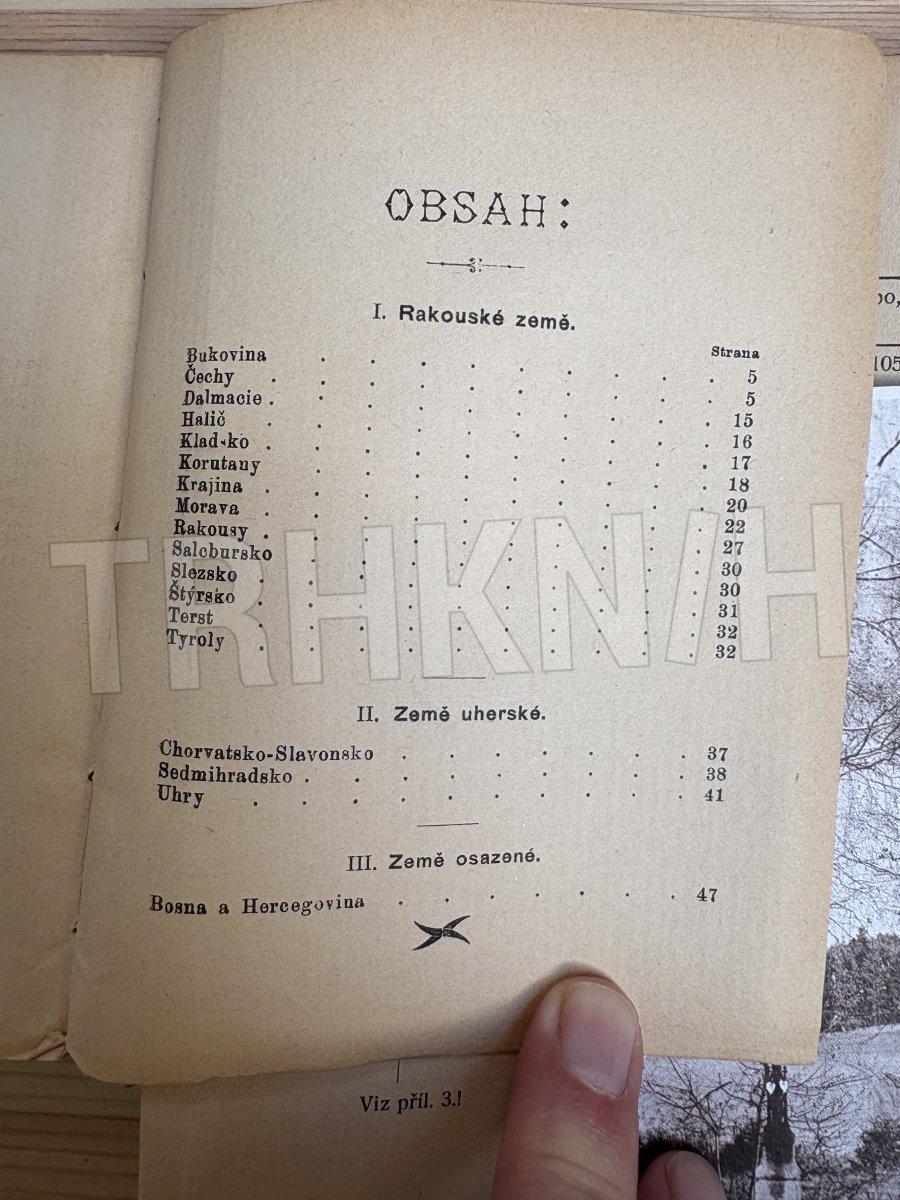 OBSAH:
I. Rakouské země.
Strana
Bukovina . . . . . . . . . 5
Čechy . . . . . . . . . . 5
Dalmacie . . . . . . . . . 15
Halič . . . . . . . . . . 16
Kladsko . . . . . . . . . 17
Korutany . . . . . . . . . 18
Krajina . . . . . . . . . 20
Morava . . . . . . . . . 22
Rakousy . . . . . . . . . 27
Salcbursko . . . . . . . . 30
Slezsko . . . . . . . . . 30
Štýrsko . . . . . . . . . 31
Terst . . . . . . . . . . 32
Tyroly . . . . . . . . . 32
II. Země uherské.
Chorvatsko-Slavonsko . . . . . . 37
Sedmihradsko . . . . . . . . 38
Uhry . . . . . . . . . . 41
III. Země osazené.
Bosna a Hercegovina . . . . . . 47
Viz příl. 3.!
105
TRHKNIH